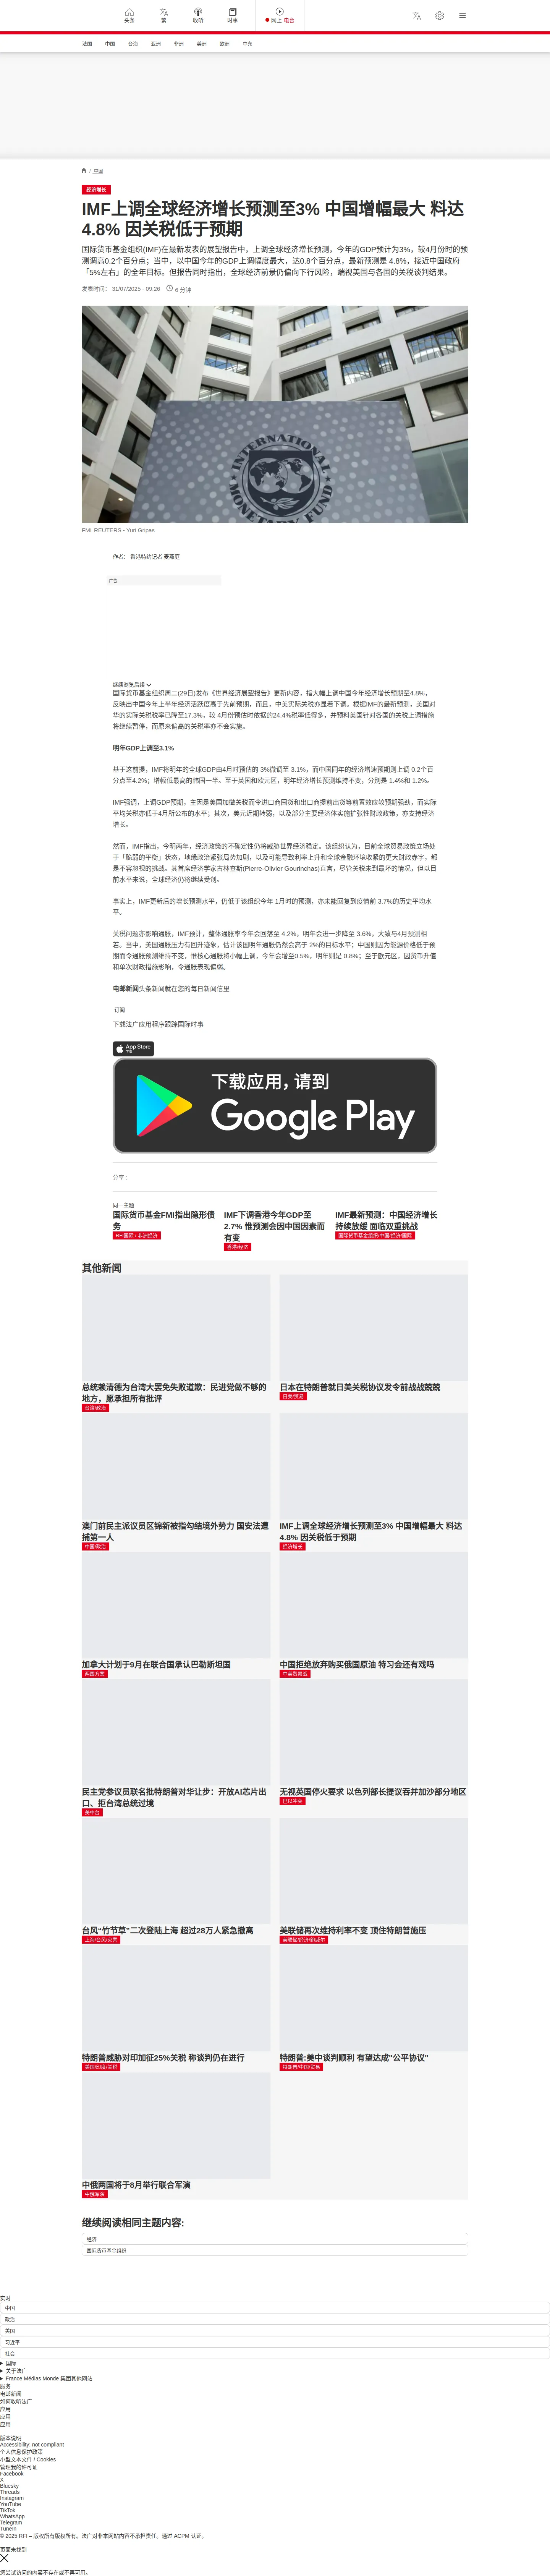 头条
繁
收听
时事
网上 电台
法国
中国
台海
亚洲
非洲
美洲
欧洲
中东
/ 中国
经济增长
IMF上调全球经济增长预测至3% 中国增幅最大 料达
4.8% 因关税低于预期
国际货币基金组织(IMF)在最新发表的展望报告中，上调全球经济增长预测，今年的GDP预计为3%，较4月份时的预
测调高0.2个百分点；当中，以中国今年的GDP上调幅度最大，达0.8个百分点，最新预测是 4.8%，接近中国政府
「5%左右」的全年目标。但报告同时指出，全球经济前景仍偏向下行风险，端视美国与各国的关税谈判结果。
发表时间： 31/07/2025 - 09:26
6 分钟
INTERNATIONAL
MONETARY FUND
FMI REUTERS - Yuri Gripas
作者： 香港特约记者 麦燕庭
广告
继续浏览后续
国际货币基金组织周二(29日)发布《世界经济展望报告》更新内容，指大幅上调中国今年经济增长预期至4.8%，
反映出中国今年上半年经济活跃度高于先前预期，而且，中美实际关税亦显着下调。根据IMF的最新预测，美国对
华的实际关税税率已降至17.3%，较 4月份预估时依据的24.4%税率低得多，并预料美国针对各国的关税上调措施
将继续暂停，而原来偏高的关税率亦不会实施。
明年GDP上调至3.1%
基于这前提，IMF将明年的全球GDP由4月时预估的 3%微调至 3.1%，而中国同年的经济增速预期则上调 0.2个百
分点至4.2%；增幅低最高的韩国一半。至于英国和欧元区，明年经济增长预测维持不变，分别是 1.4%和 1.2%。
IMF强调，上调GDP预期，主因是美国加徵关税而令进口商囤货和出口商提前出货等前置效应较预期强劲，而实际
平均关税亦低于4月所公布的水平；其次，美元近期转弱，以及部分主要经济体实施扩张性财政政策，亦支持经济
增长。
然而，IMF指出，今明两年，经济政策的不确定性仍将威胁世界经济稳定。该组织认为，目前全球贸易政策立场处
于「脆弱的平衡」状态，地缘政治紧张局势加剧，以及可能导致利率上升和全球金融环境收紧的更大财政赤字，都
是不容忽视的挑战。其首席经济学家古林查斯(Pierre-Olivier Gourinchas)直言，尽管关税未到最坏的情况，但以目
前水平来说，全球经济仍将继续受创。
事实上，IMF更新后的增长预测水平，仍低于该组织今年 1月时的预测，亦未能回复到疫情前 3.7%的历史平均水
平。
关税问题亦影响通胀，IMF预计，整体通胀率今年会回落至 4.2%，明年会进一步降至 3.6%，大致与4月预测相
若。当中，美国通胀压力有回升迹象，估计该国明年通胀仍然会高于 2%的目标水平；中国则因为能源价格低于预
期而令通胀预测维持不变，惟核心通胀将小幅上调，今年会增至0.5%，明年则是 0.8%；至于欧元区，因货币升值
和单次财政措施影响，令通胀表现偏弱。
电邮新闻头条新闻就在您的每日新闻信里
订阅
下载法广应用程序跟踪国际时事
App Store
下载
下载应用，请到
Google Play
分享 :
同一主题
国际货币基金FMI指出隐形债
务
RFI国际 / 非洲经济
IMF下调香港今年GDP至
2.7% 惟预测会因中国因素而
有变
香港/经济
IMF最新预测：中国经济增长
持续放缓 面临双重挑战
国际货币基金组织/中国/经济/国际
其他新闻
总统赖清德为台湾大罢免失败道歉：民进党做不够的
地方，愿承担所有批评
台湾/政治
日本在特朗普就日美关税协议发令前战战兢兢
日美/贸易
澳门前民主派议员区锦新被指勾结境外势力 国安法遭
捕第一人
中国/政治
IMF上调全球经济增长预测至3% 中国增幅最大 料达
4.8% 因关税低于预期
经济增长
加拿大计划于9月在联合国承认巴勒斯坦国
两国方案
中国拒绝放弃购买俄国原油 特习会还有戏吗
中美贸易战
民主党参议员联名批特朗普对华让步：开放AI芯片出
口、拒台湾总统过境
美中台
无视英国停火要求 以色列部长提议吞并加沙部分地区
巴以冲突
台风“竹节草”二次登陆上海 超过28万人紧急撤离
上海/台风/灾害
美联储再次维持利率不变 顶住特朗普施压
美联储/经济/鲍威尔
特朗普威胁对印加征25%关税 称谈判仍在进行
美国/印度/关税
特朗普:美中谈判顺利 有望达成"公平协议"
特朗普/中国/贸易
中俄两国将于8月举行联合军演
中俄军演
继续阅读相同主题内容:
经济
国际货币基金组织
实时
中国
政治
美国
习近平
社会
国际
关于法广
France Médias Monde 集团其他网站
服务
电邮新闻
如何收听法广
应用
应用
应用
版本说明
Accessibility: not compliant
个人信息保护政策
小型文本文件 / Cookies
管理我的许可证
Facebook
X
Bluesky
Threads
Instagram
YouTube
TikTok
WhatsApp
Telegram
TuneIn
© 2025 RFI – 版权所有版权所有。法广对非本网站内容不承担责任。通过 ACPM 认证。
页面未找到
您尝试访问的内容不存在或不再可用。